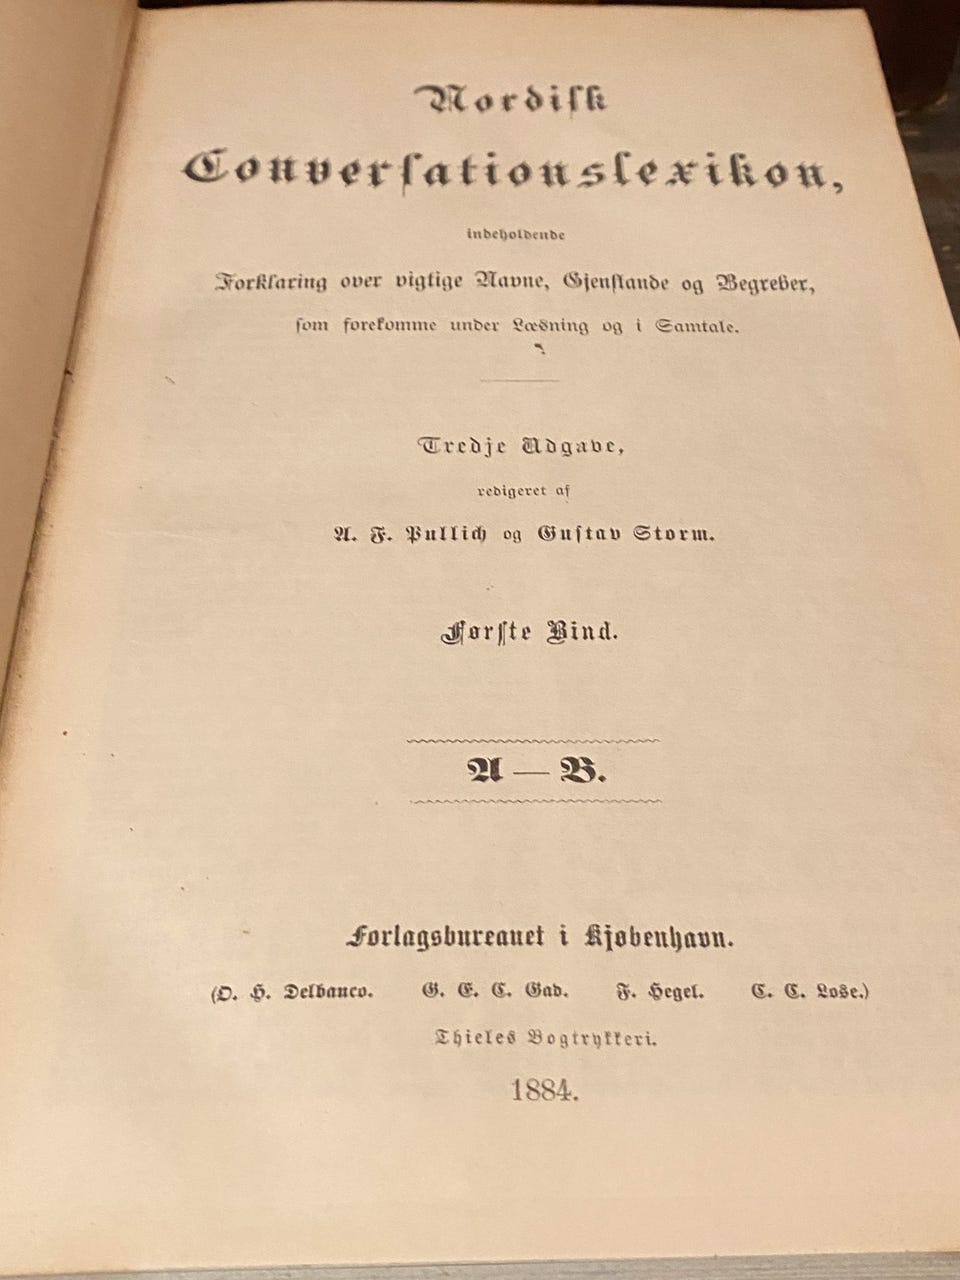 Nordisk
Conversationslexikon,
indeholdende
Forklaring over vigtige Navne, Gjenstande og Begreber,
som forekomme under Læsning og i Samtale.
Tredje Udgave,
redigeret af
A. F. Pullich og Gustav Storm.
Første Bind.
A — B.
Forlagsbureauet i Kjøbenhavn.
(O. H. Delbanco. G. E. C. Gad. F. Hegel. C. C. Lose.)
Thieles Bogtrykkeri.
1884.